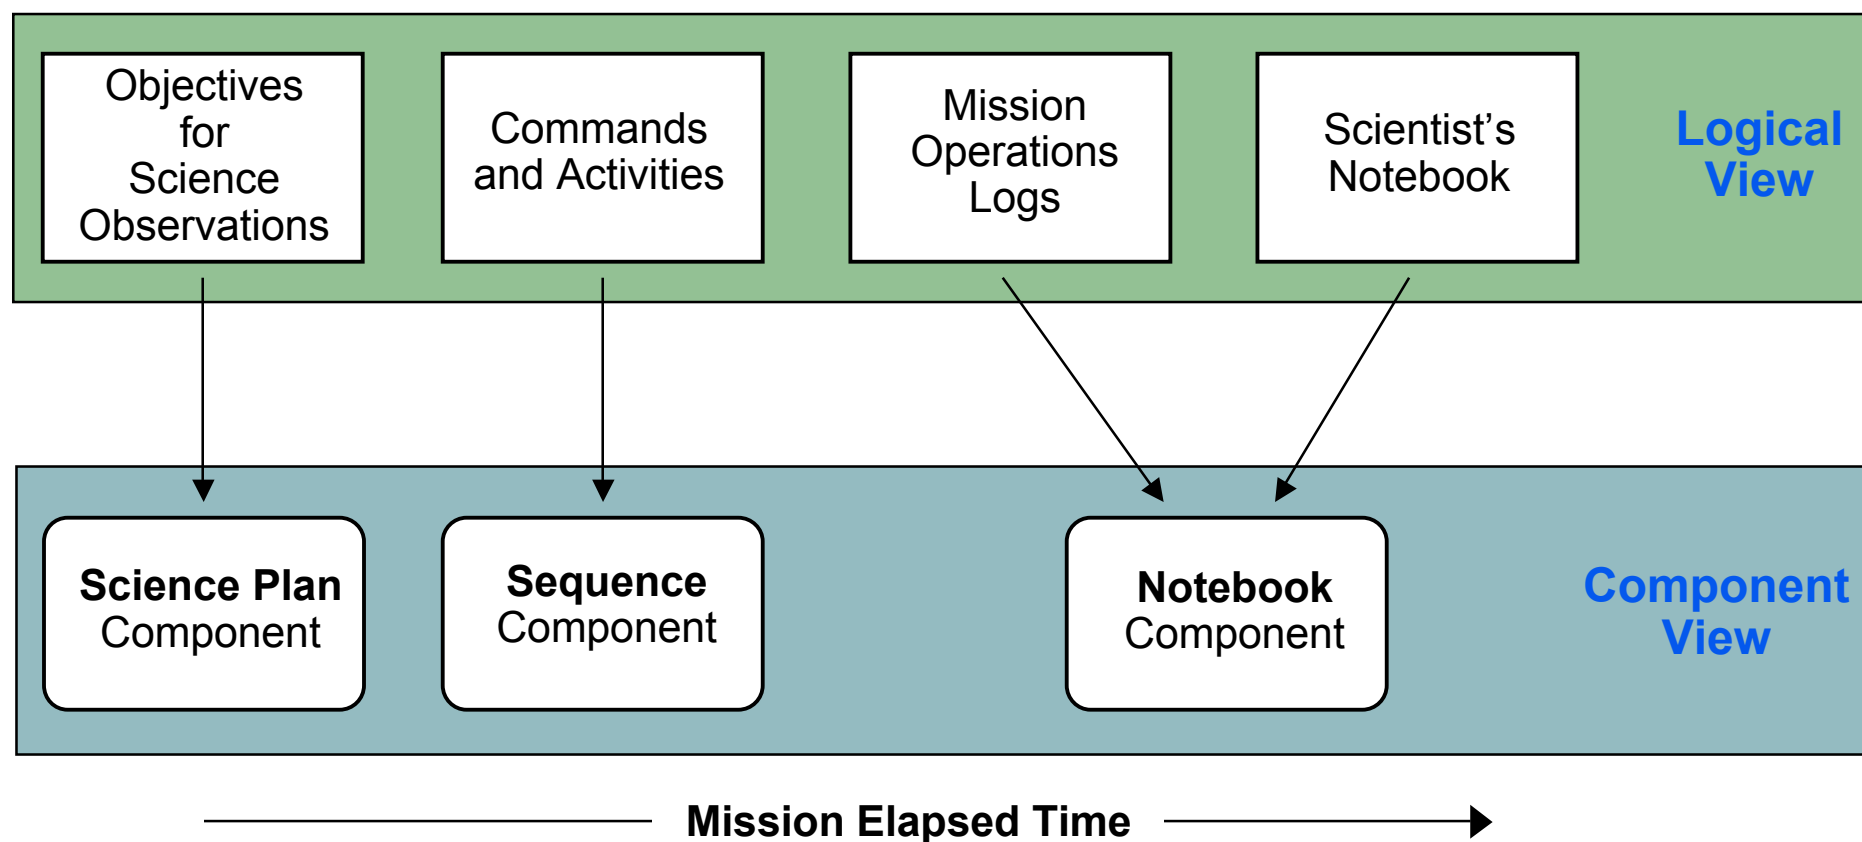 Objectives
for
Science
Observations
Commands
and Activities
Mission
Operations
Logs
Scientist’s
Notebook
Logical
View
Science Plan
Component
Sequence
Component
Notebook
Component
Component
View
Mission Elapsed Time